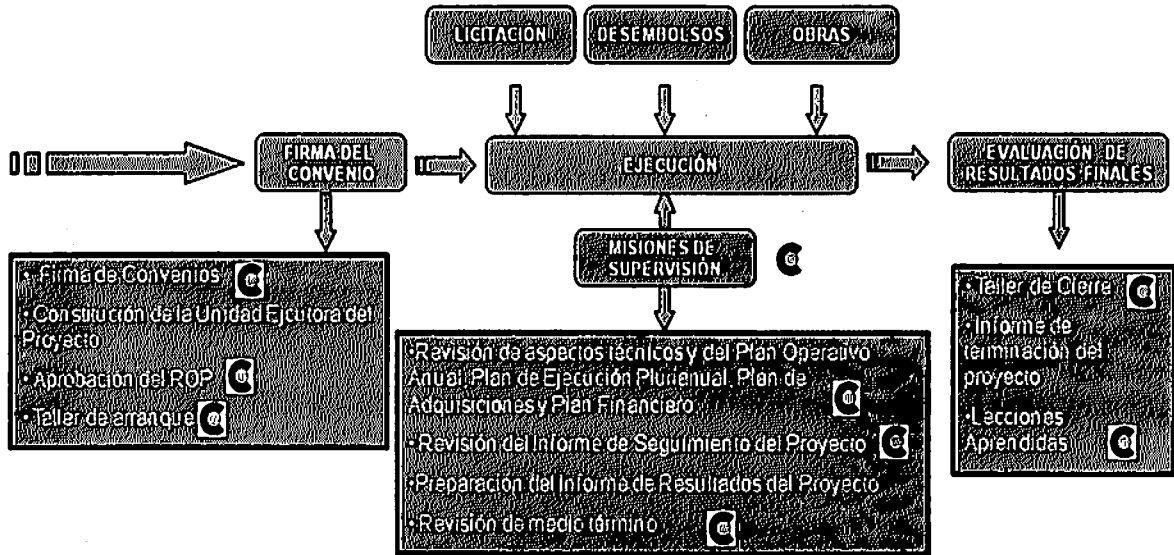 LICITACIÓN
DESEMBOLSOS
OBRAS
FIRMA DEL
CONVENIO
EJECUCIÓN
EVALUACIÓN DE
RESULTADOS FINALES
MISIONES DE
SUPERVISIÓN
• Firma de Convenios
•Constitución de la Unidad Ejcutora del
Proyecto
•Aprobación del ROP
•Taller de arranque
•Revisión de aspectos técnicos y del Plan Operativo
Anual, Plan de Ejecución Plurianual, Plan de
Adquisiciones y Plan Financiero
•Revisión del Informe de Seguimiento del Proyecto
•Preparación del Informe de Resultados del Proyecto
•Revisión de medio término
•Taller de Cierre
•Informe de
terminación del
proyecto
•Lecciones
Aprendidas